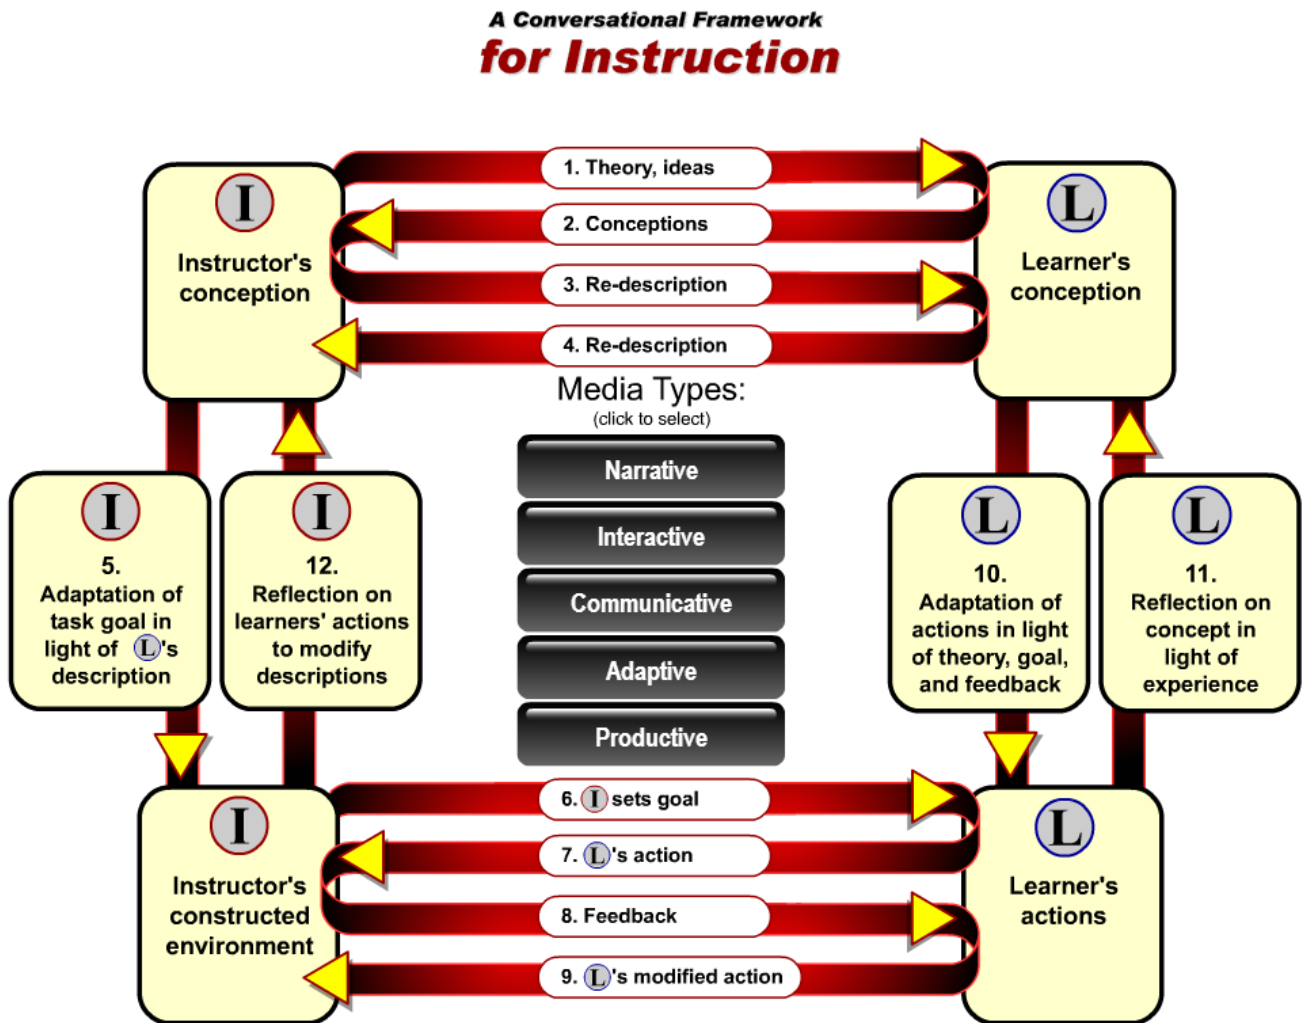 A Conversational Framework
for Instruction
I
Instructor's
conception
1. Theory, ideas
2. Conceptions
3. Re-description
4. Re-description
L
Learner's
conception
Media Types:
(click to select)
Narrative
Interactive
Communicative
Adaptive
Productive
I
5.
Adaptation of
task goal in
light of L's
description
I
12.
Reflection on
learners' actions
to modify
descriptions
L
10.
Adaptation of
actions in light
of theory, goal,
and feedback
L
11.
Reflection on
concept in
light of
experience
I
Instructor's
constructed
environment
6. I sets goal
7. L's action
8. Feedback
9. L's modified action
L
Learner's
actions